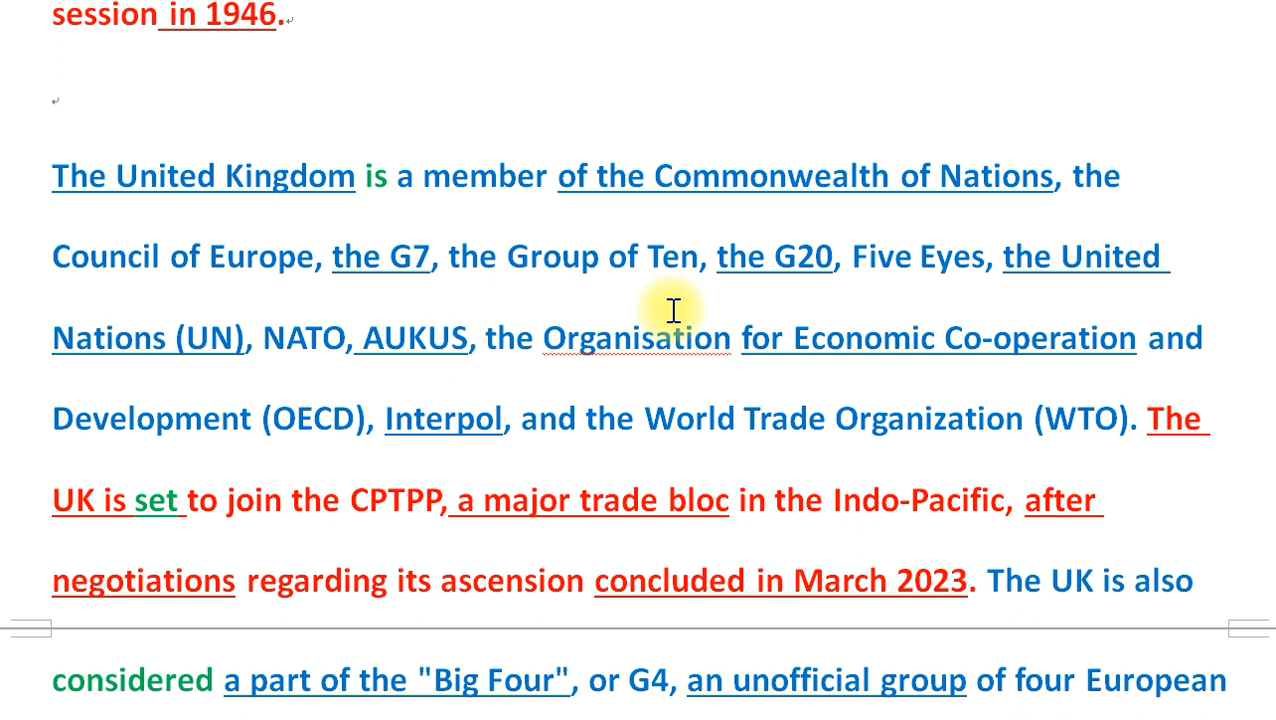 session in 1946.
The United Kingdom is a member of the Commonwealth of Nations, the
Council of Europe, the G7, the Group of Ten, the G20, Five Eyes, the United
Nations (UN), NATO, AUKUS, the Organisation for Economic Co-operation and
Development (OECD), Interpol, and the World Trade Organization (WTO). The
UK is set to join the CPTPP, a major trade bloc in the Indo-Pacific, after
negotiations regarding its ascension concluded in March 2023. The UK is also
considered a part of the "Big Four", or G4, an unofficial group of four European